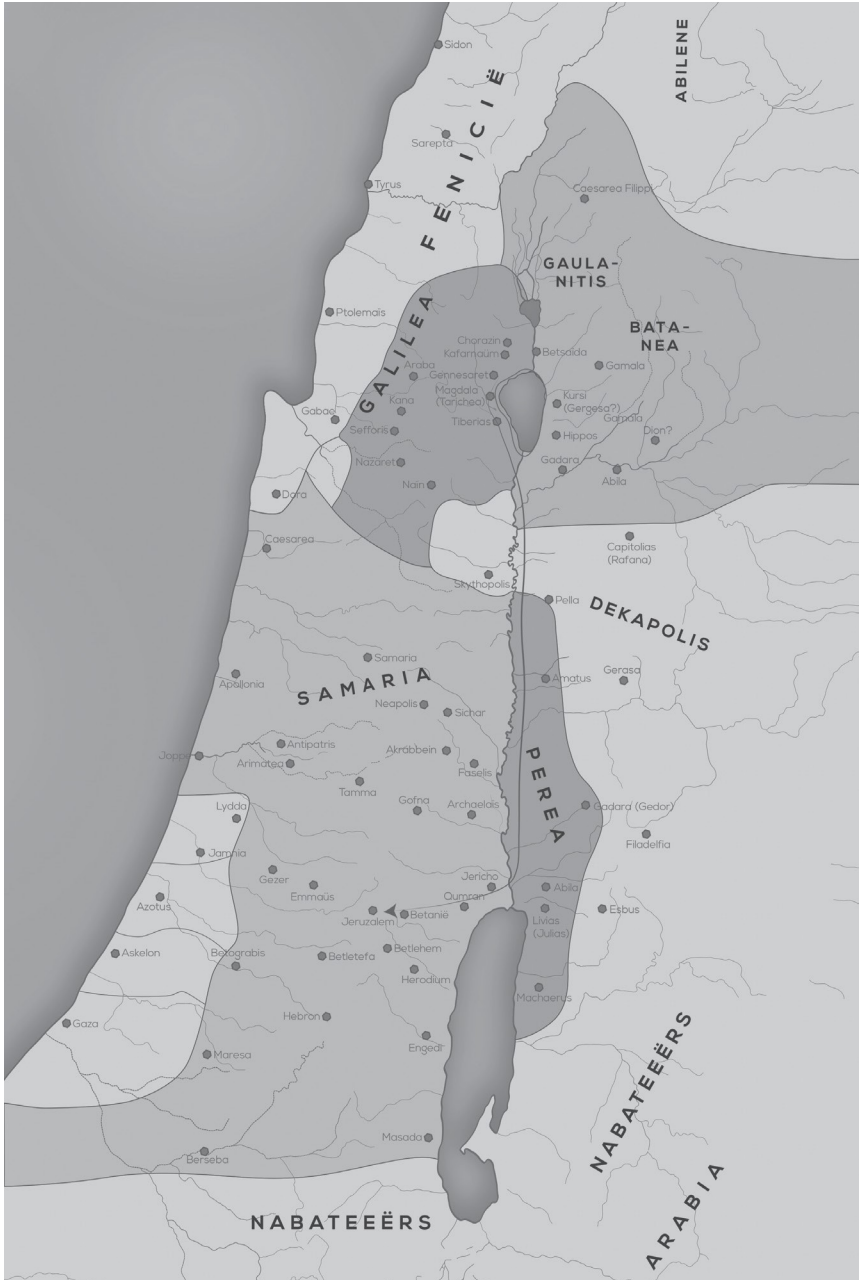 Sidon
ABILENE
FENICIË
Sarepta
Tyrus
Caesarea Filippi
GAULA-
NITIS
Ptolemaïs
BATA-
NEA
GALILEA
Chorazin
Kafarnaüm
Betsaïda
Araba
Gennesaret
Gamala
Magdala
(Tarichea)
Kana
Kursi
(Gergesa?)
Gamala
Gabae
Tiberias
Sefforis
Hippos
Dion?
Nazaret
Gadara
Abila
Naïn
Dora
Caesarea
Capitolias
(Rafana)
Skythopolis
Pella
DEKAPOLIS
Samaria
SAMARIA
Apollonia
Amatus
Gerasa
Neapolis
Sichar
Antipatris
Joppe
Arimatea
Akrabbein
Faselis
PEREA
Tamma
Gofna
Archelaïs
Gadara (Gedor)
Lydda
Filadelfia
Jamnia
Gezer
Emmaüs
Jericho
Abila
Qumran
Azotus
Jeruzalem
Betanië
Livias
(Julias)
Esbus
Askelon
Betograbis
Betletefa
Betlehem
Herodium
Machaerus
Gaza
Hebron
Engedi
Maresa
NABATEEËRS
Masada
Berseba
NABATEEËRS
ARABIA